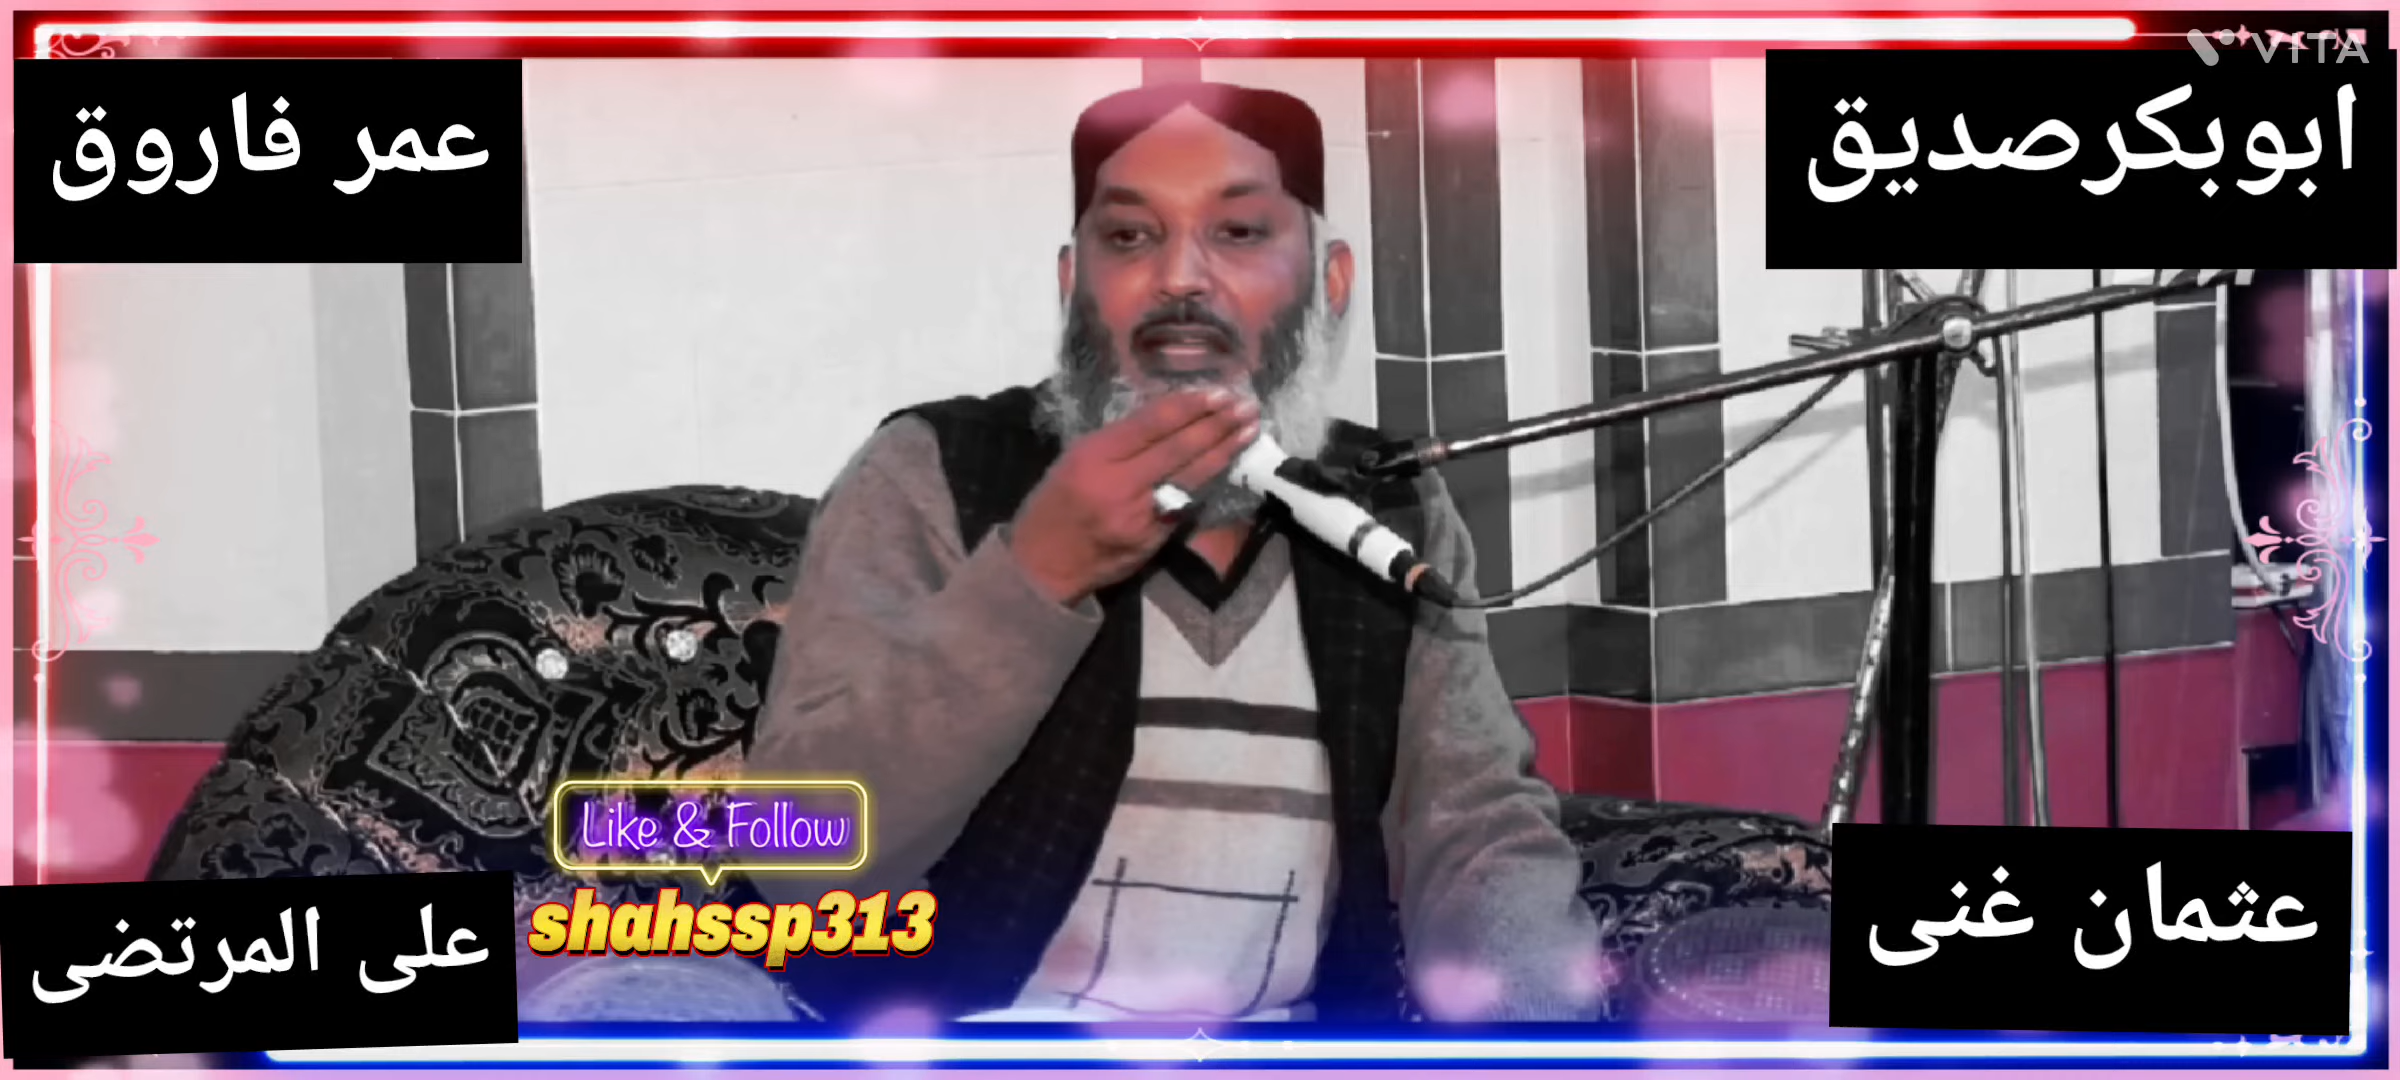 VITA
ابوبکرصدیق
عمر فاروق
Like & Follow
shahssp313
عثمان غنی
علی المرتضی